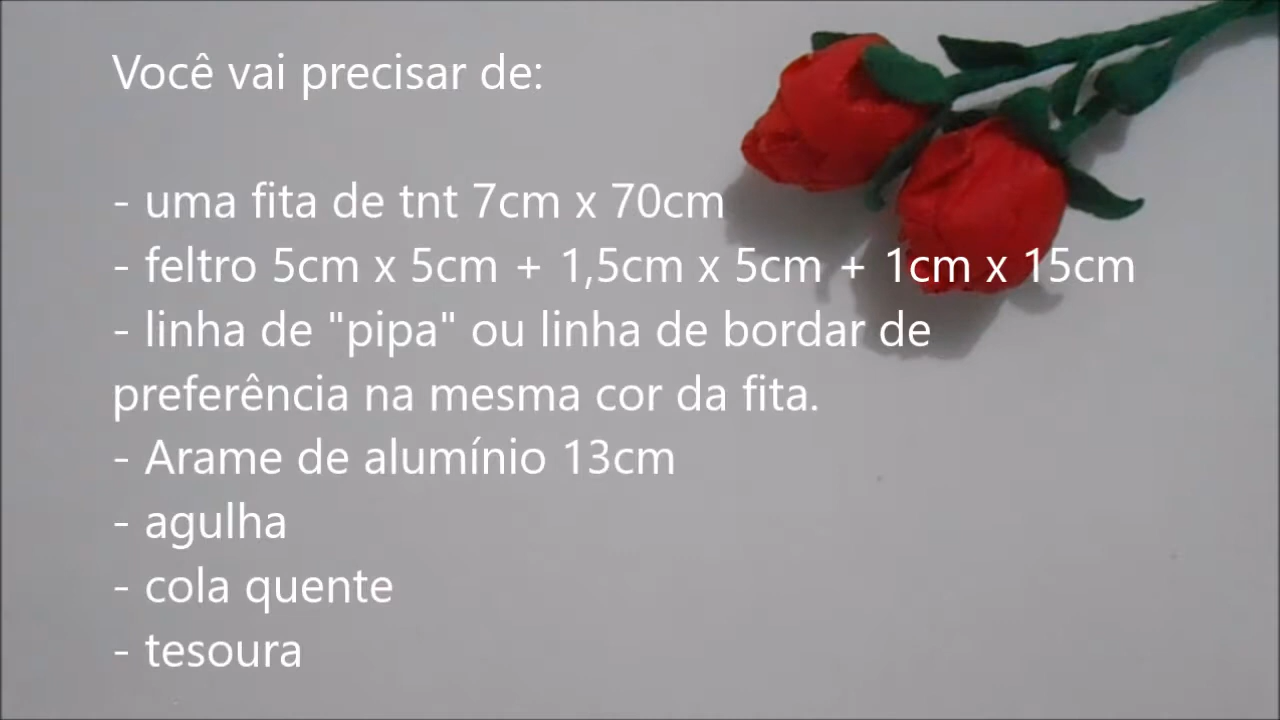 Você vai precisar de:
- uma fita de tnt 7cm x 70cm
- feltro 5cm x 5cm + 1,5cm x 5cm + 1cm x 15cm
- linha de "pipa" ou linha de bordar de
preferência na mesma cor da fita.
- Arame de alumínio 13cm
- agulha
- cola quente
- tesoura